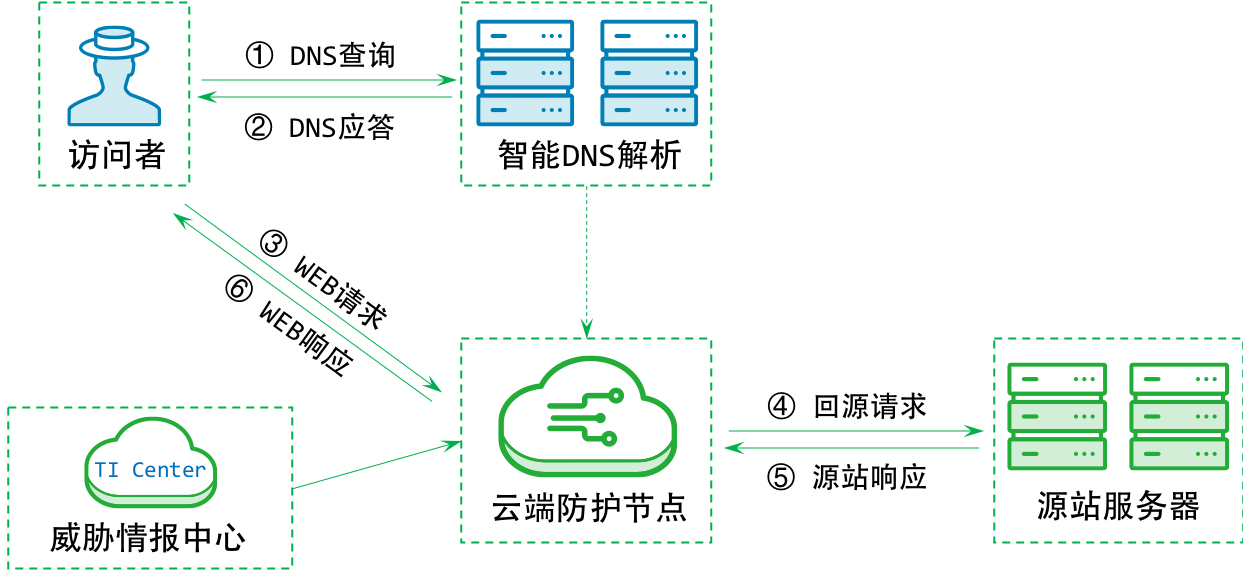 ① DNS查询
② DNS应答
访问者
智能DNS解析
③ WEB请求
⑥ WEB响应
④ 回源请求
⑤ 源站响应
TI Center
威胁情报中心
云端防护节点
源站服务器